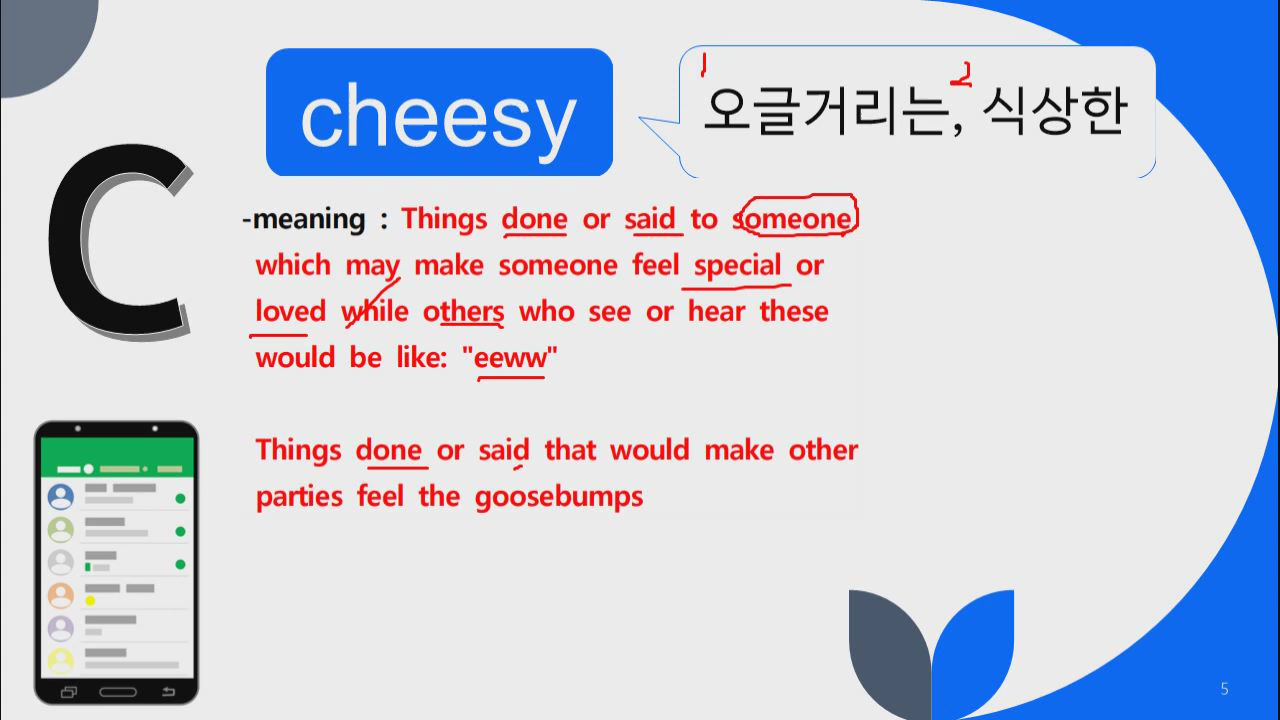 cheesy
1
2
오글거리는, 식상한
C
-meaning : Things done or said to someone
which may make someone feel special or
loved while others who see or hear these
would be like: "eeww"
Things done or said that would make other
parties feel the goosebumps
5